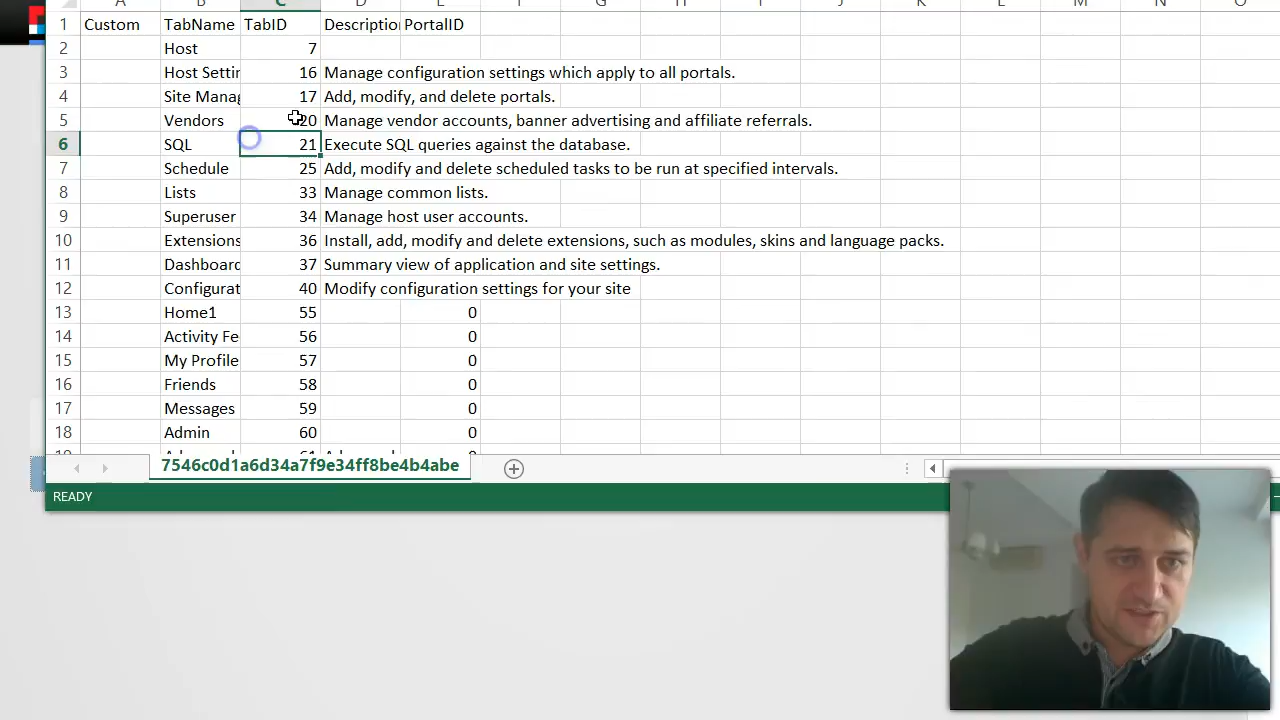 1 Custom TabName TabID Description PortalID
2 Host 7
3 Host Settin 16 Manage configuration settings which apply to all portals.
4 Site Manag 17 Add, modify, and delete portals.
5 Vendors 20 Manage vendor accounts, banner advertising and affiliate referrals.
6 SQL 21 Execute SQL queries against the database.
7 Schedule 25 Add, modify and delete scheduled tasks to be run at specified intervals.
8 Lists 33 Manage common lists.
9 Superuser 34 Manage host user accounts.
10 Extensions 36 Install, add, modify and delete extensions, such as modules, skins and language packs.
11 Dashboard 37 Summary view of application and site settings.
12 Configurat 40 Modify configuration settings for your site
13 Home1 55 0
14 Activity Fe 56 0
15 My Profile 57 0
16 Friends 58 0
17 Messages 59 0
18 Admin 60 0
7546c0d1a6d34a7f9e34ff8be4b4abe
READY